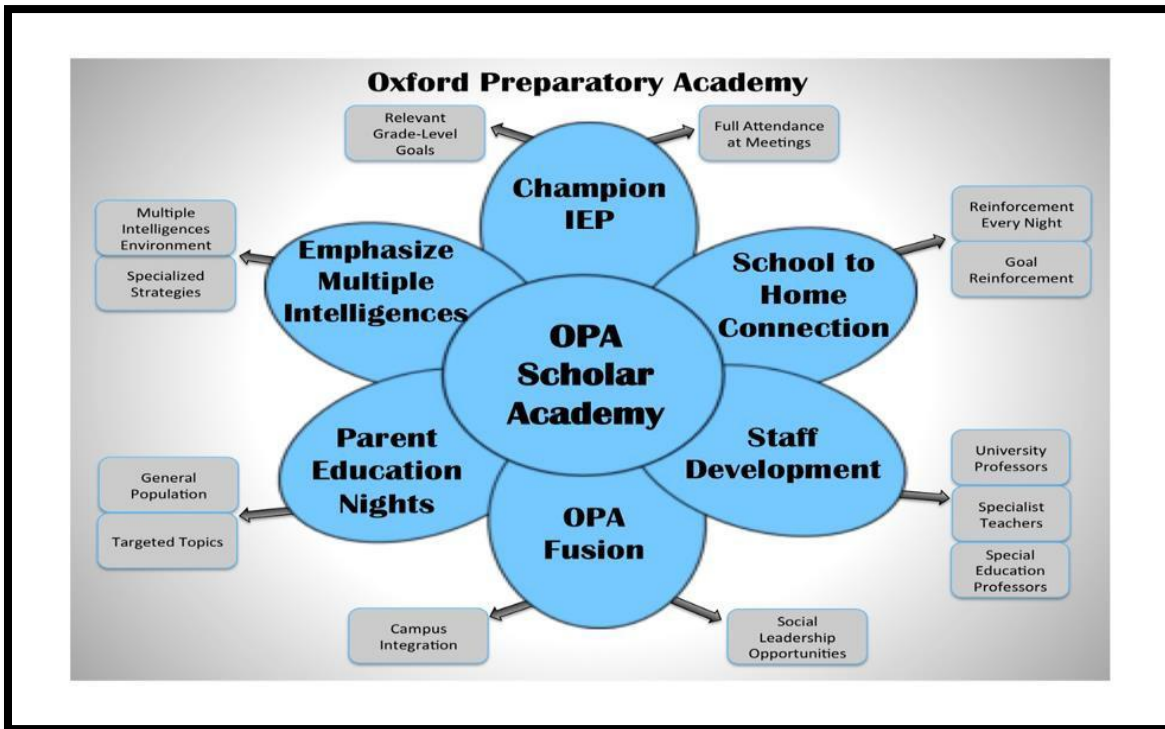 Oxford Preparatory Academy
Relevant
Grade-Level
Goals
Full Attendance
at Meetings
Champion
IEP
Multiple
Intelligences
Environment
Specialized
Strategies
Emphasize
Multiple
Intelligences
School to
Home
Connection
Reinforcement
Every Night
Goal
Reinforcement
OPA
Scholar
Academy
Parent
Education
Nights
General
Population
Targeted Topics
Staff
Development
University
Professors
Specialist
Teachers
Special
Education
Professors
OPA
Fusion
Campus
Integration
Social
Leadership
Opportunities